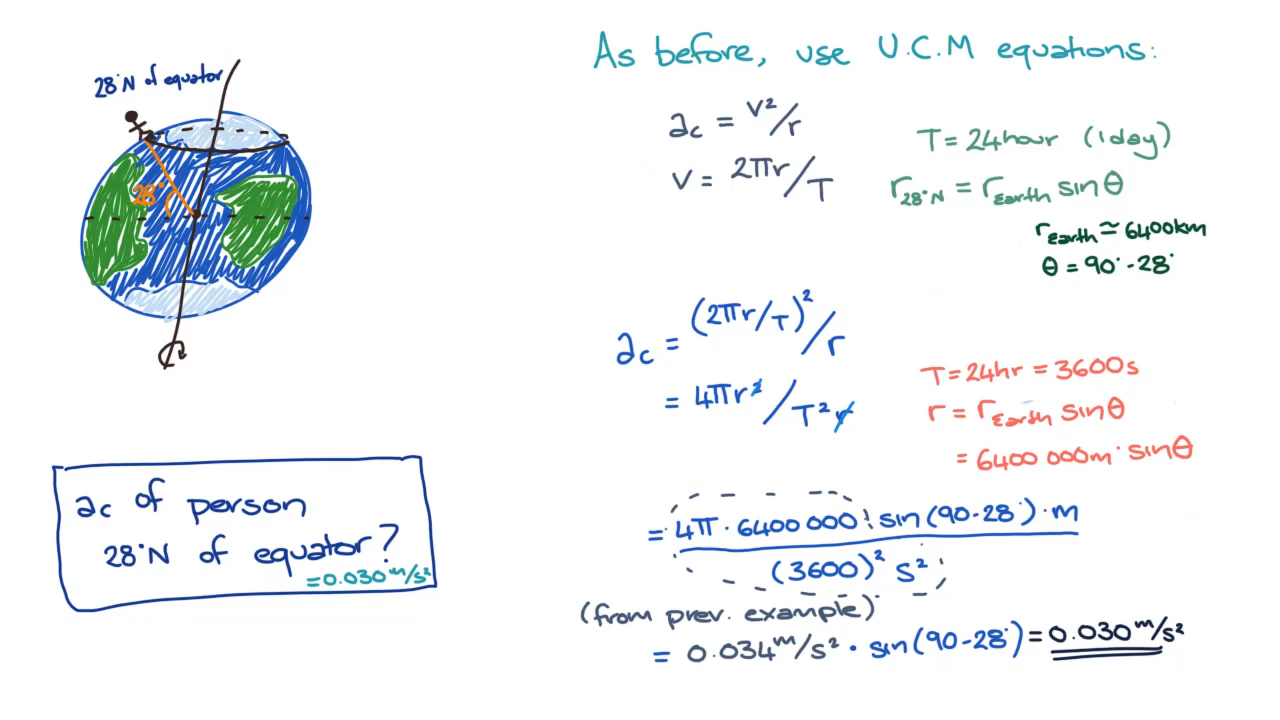 28°N of equator
28°
ac of person
28°N of equator?
=0.030 m/s²
As before, use U.C.M equations:
ac = v²/r
v = 2πr/T
T = 24hour (1day)
r28°N = rEarth sinθ
rEarth ≃ 6400km
θ = 90° - 28°
ac = (2πr/T)²/r
= 4πr²/T²r
T = 24hr = 3600s
r = rEarth sinθ
= 6400 000m · sinθ
= 4π · 6400 000 · sin(90-28°) · m
(3600)² s²
(from prev. example)
= 0.034 m/s² · sin(90-28°) = 0.030 m/s²